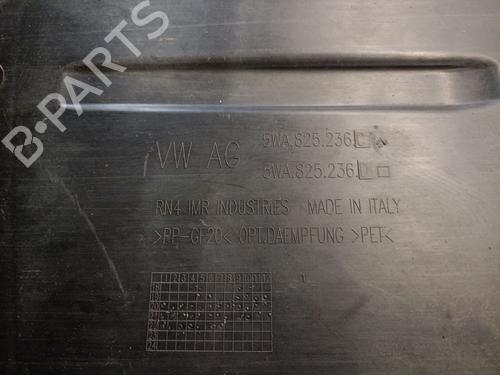 B-PARTS
VW AG
5WA.825.236.C
5WA.825.236.D
RN4 IMR INDUSTRIES MADE IN ITALY
>PP-GF20< OPT.DAEMPFUNG >PET<
1